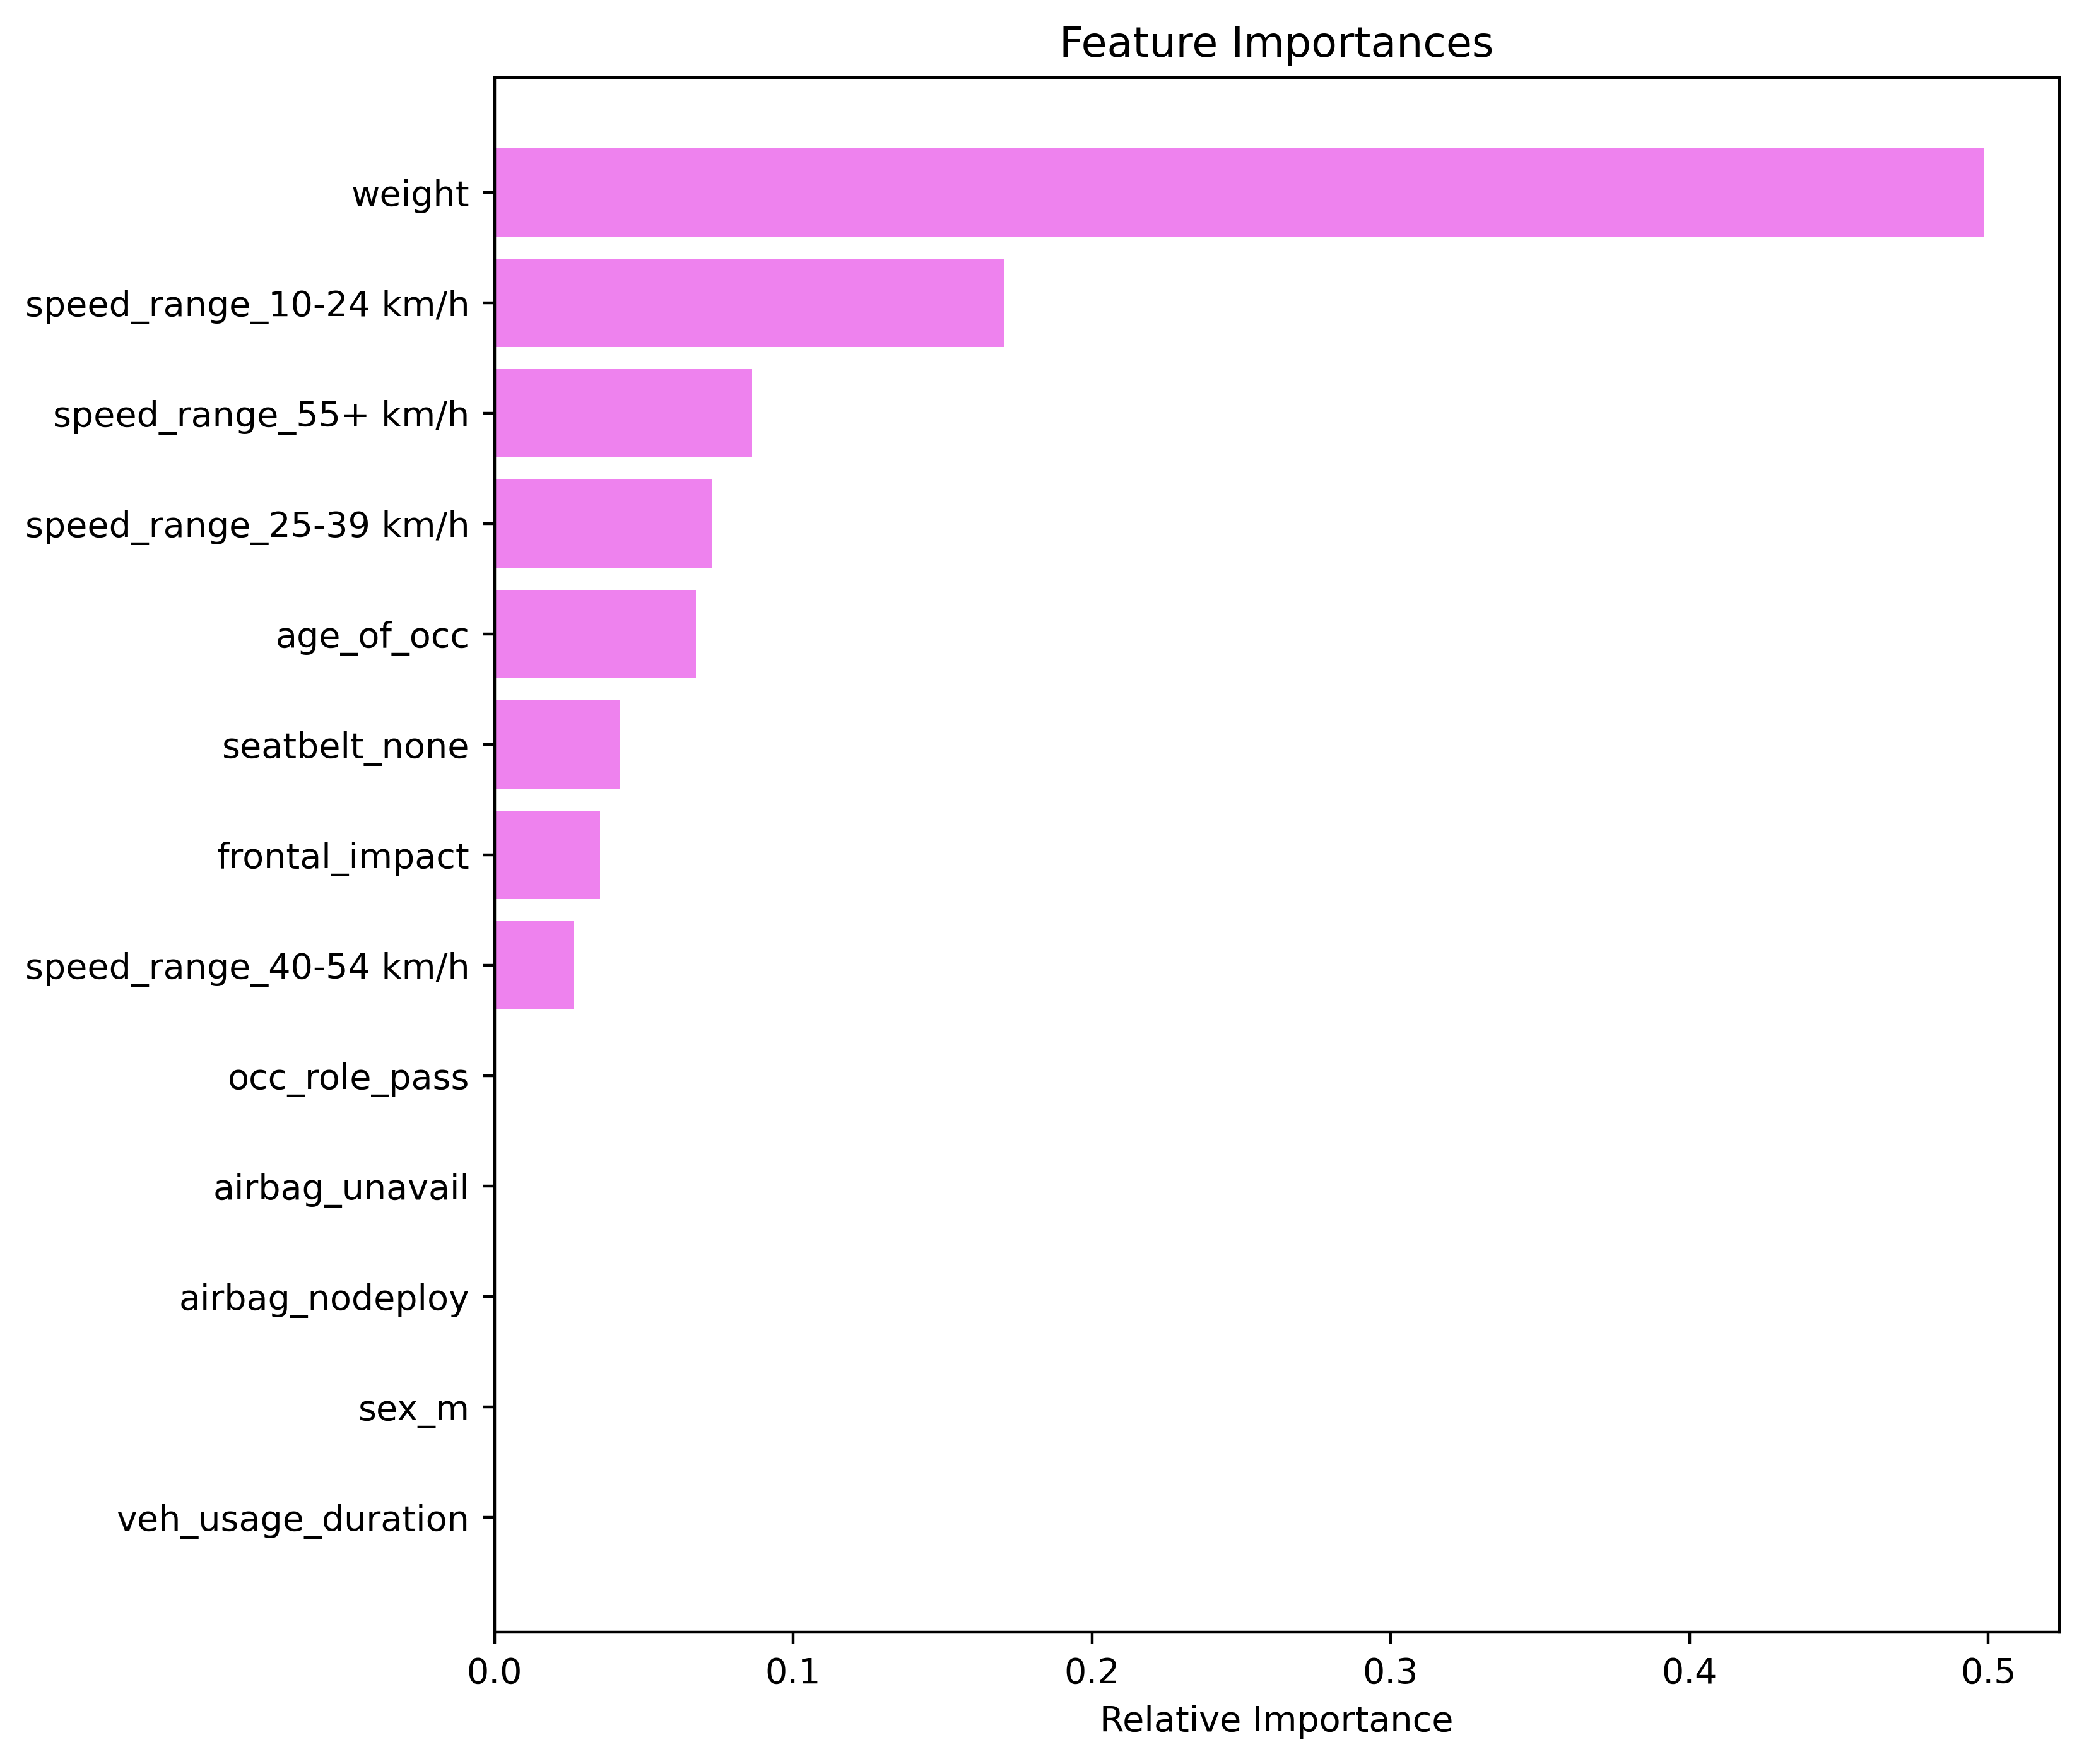 Feature Importances
weight
speed_range_10-24 km/h
speed_range_55+ km/h
speed_range_25-39 km/h
age_of_occ
seatbelt_none
frontal_impact
speed_range_40-54 km/h
occ_role_pass
airbag_unavail
airbag_nodeploy
sex_m
veh_usage_duration
0.0 0.1 0.2 0.3 0.4 0.5
Relative Importance